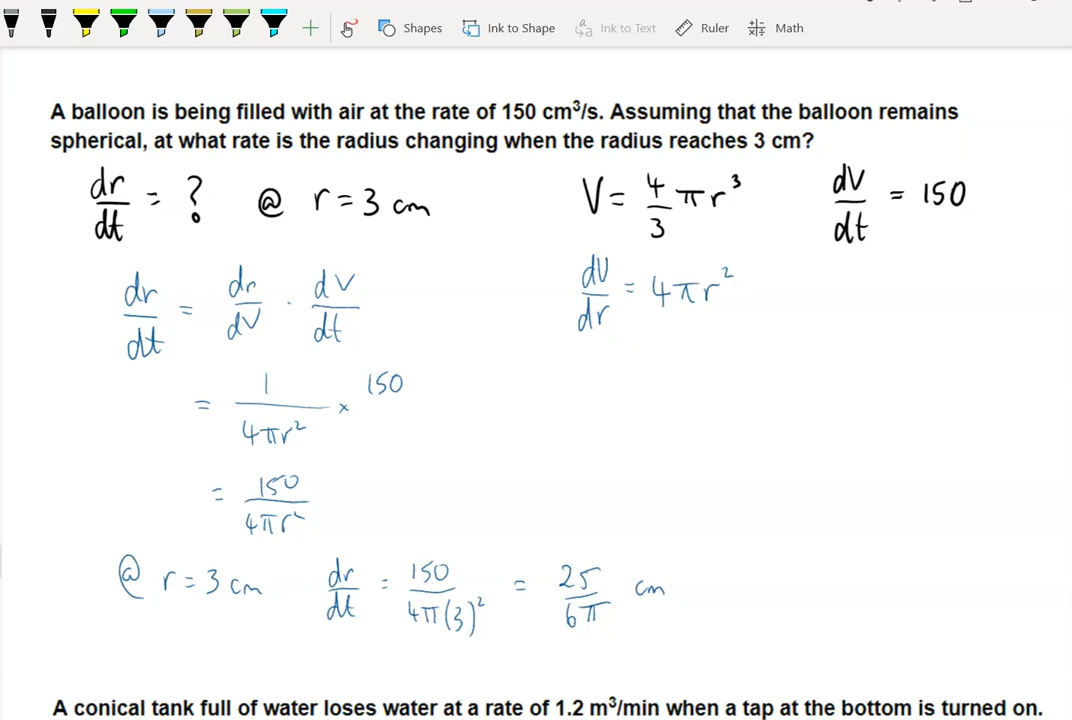 Shapes Ink to Shape Ink to Text Ruler Math
A balloon is being filled with air at the rate of 150 cm³/s. Assuming that the balloon remains
spherical, at what rate is the radius changing when the radius reaches 3 cm?
dr/dt = ? @ r = 3 cm V = 4/3 πr³ dV/dt = 150
dr/dt = dr/dV · dV/dt dV/dr = 4πr²
= 1/4πr² × 150
= 150/4πr²
@ r = 3 cm dr/dt = 150/4π(3)² = 25/6π cm
A conical tank full of water loses water at a rate of 1.2 m³/min when a tap at the bottom is turned on.